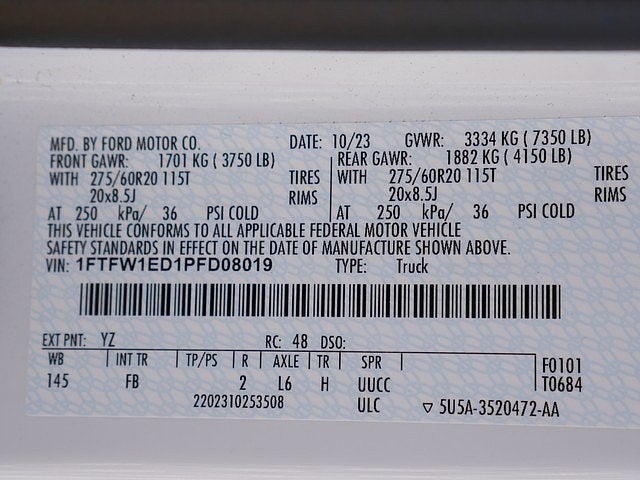 MFD. BY FORD MOTOR CO. DATE: 10/23 GVWR: 3334 KG ( 7350 LB)
FRONT GAWR: 1701 KG ( 3750 LB) REAR GAWR: 1882 KG ( 4150 LB)
WITH 275/60R20 115T TIRES WITH 275/60R20 115T TIRES
20x8.5J RIMS 20x8.5J RIMS
AT 250 kPa/ 36 PSI COLD AT 250 kPa/ 36 PSI COLD
THIS VEHICLE CONFORMS TO ALL APPLICABLE FEDERAL MOTOR VEHICLE
SAFETY STANDARDS IN EFFECT ON THE DATE OF MANUFACTURE SHOWN ABOVE.
VIN: 1FTFW1ED1PFD08019 TYPE: Truck
EXT PNT: YZ RC: 48 DSO:
WB INT TR TP/PS R AXLE TR SPR F0101
145 FB 2 L6 H UUCC T0684
2202310253508 ULC ▽ 5U5A-3520472-AA